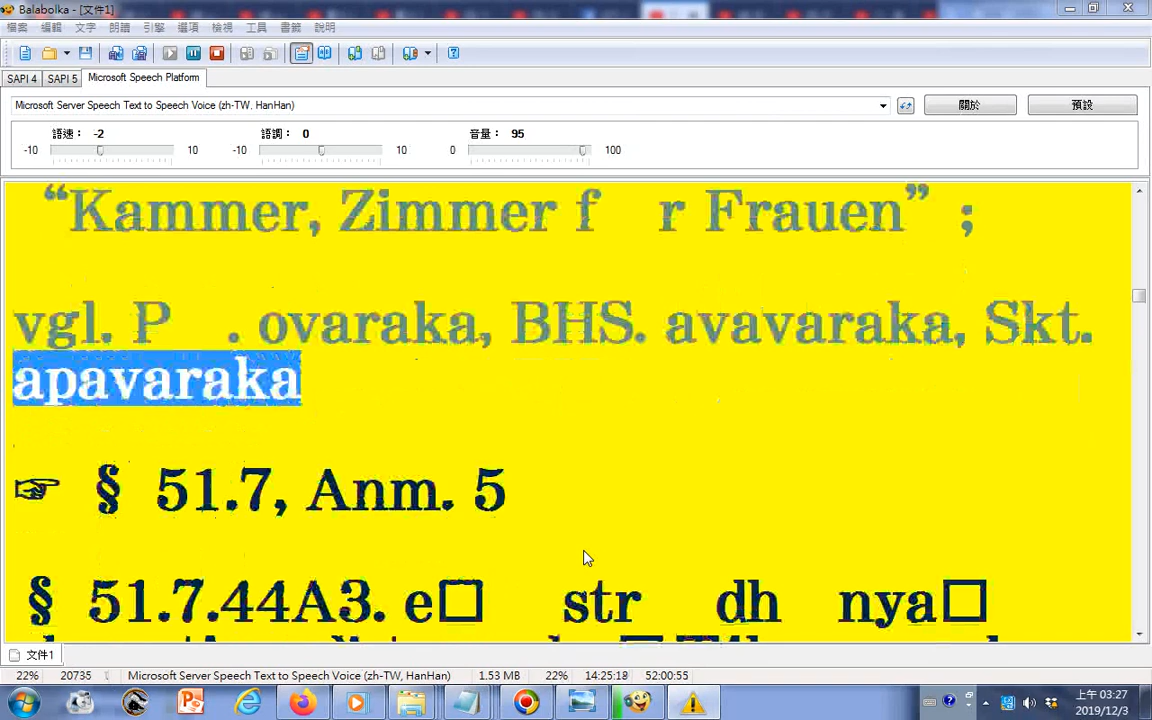 Balabolka - [文件1]
檔案 編輯 文字 朗讀 引擎 選項 檢視 工具 書籤 說明
SAPI 4 SAPI 5 Microsoft Speech Platform
Microsoft Server Speech Text to Speech Voice (zh-TW, HanHan) 關於 預設
語速： -2 語調： 0 音量： 95
-10 10 -10 10 0 100
“Kammer, Zimmer f r Frauen” ;
vgl. P . ovaraka, BHS. avavaraka, Skt.
apavaraka
☞ § 51.7, Anm. 5
§ 51.7.44A3. e□ str dh nya□
文件1
22% 20735 Microsoft Server Speech Text to Speech Voice (zh-TW, HanHan) 1.53 MB 22% 14:25:18 52:00:55
上午 03:27
2019/12/3